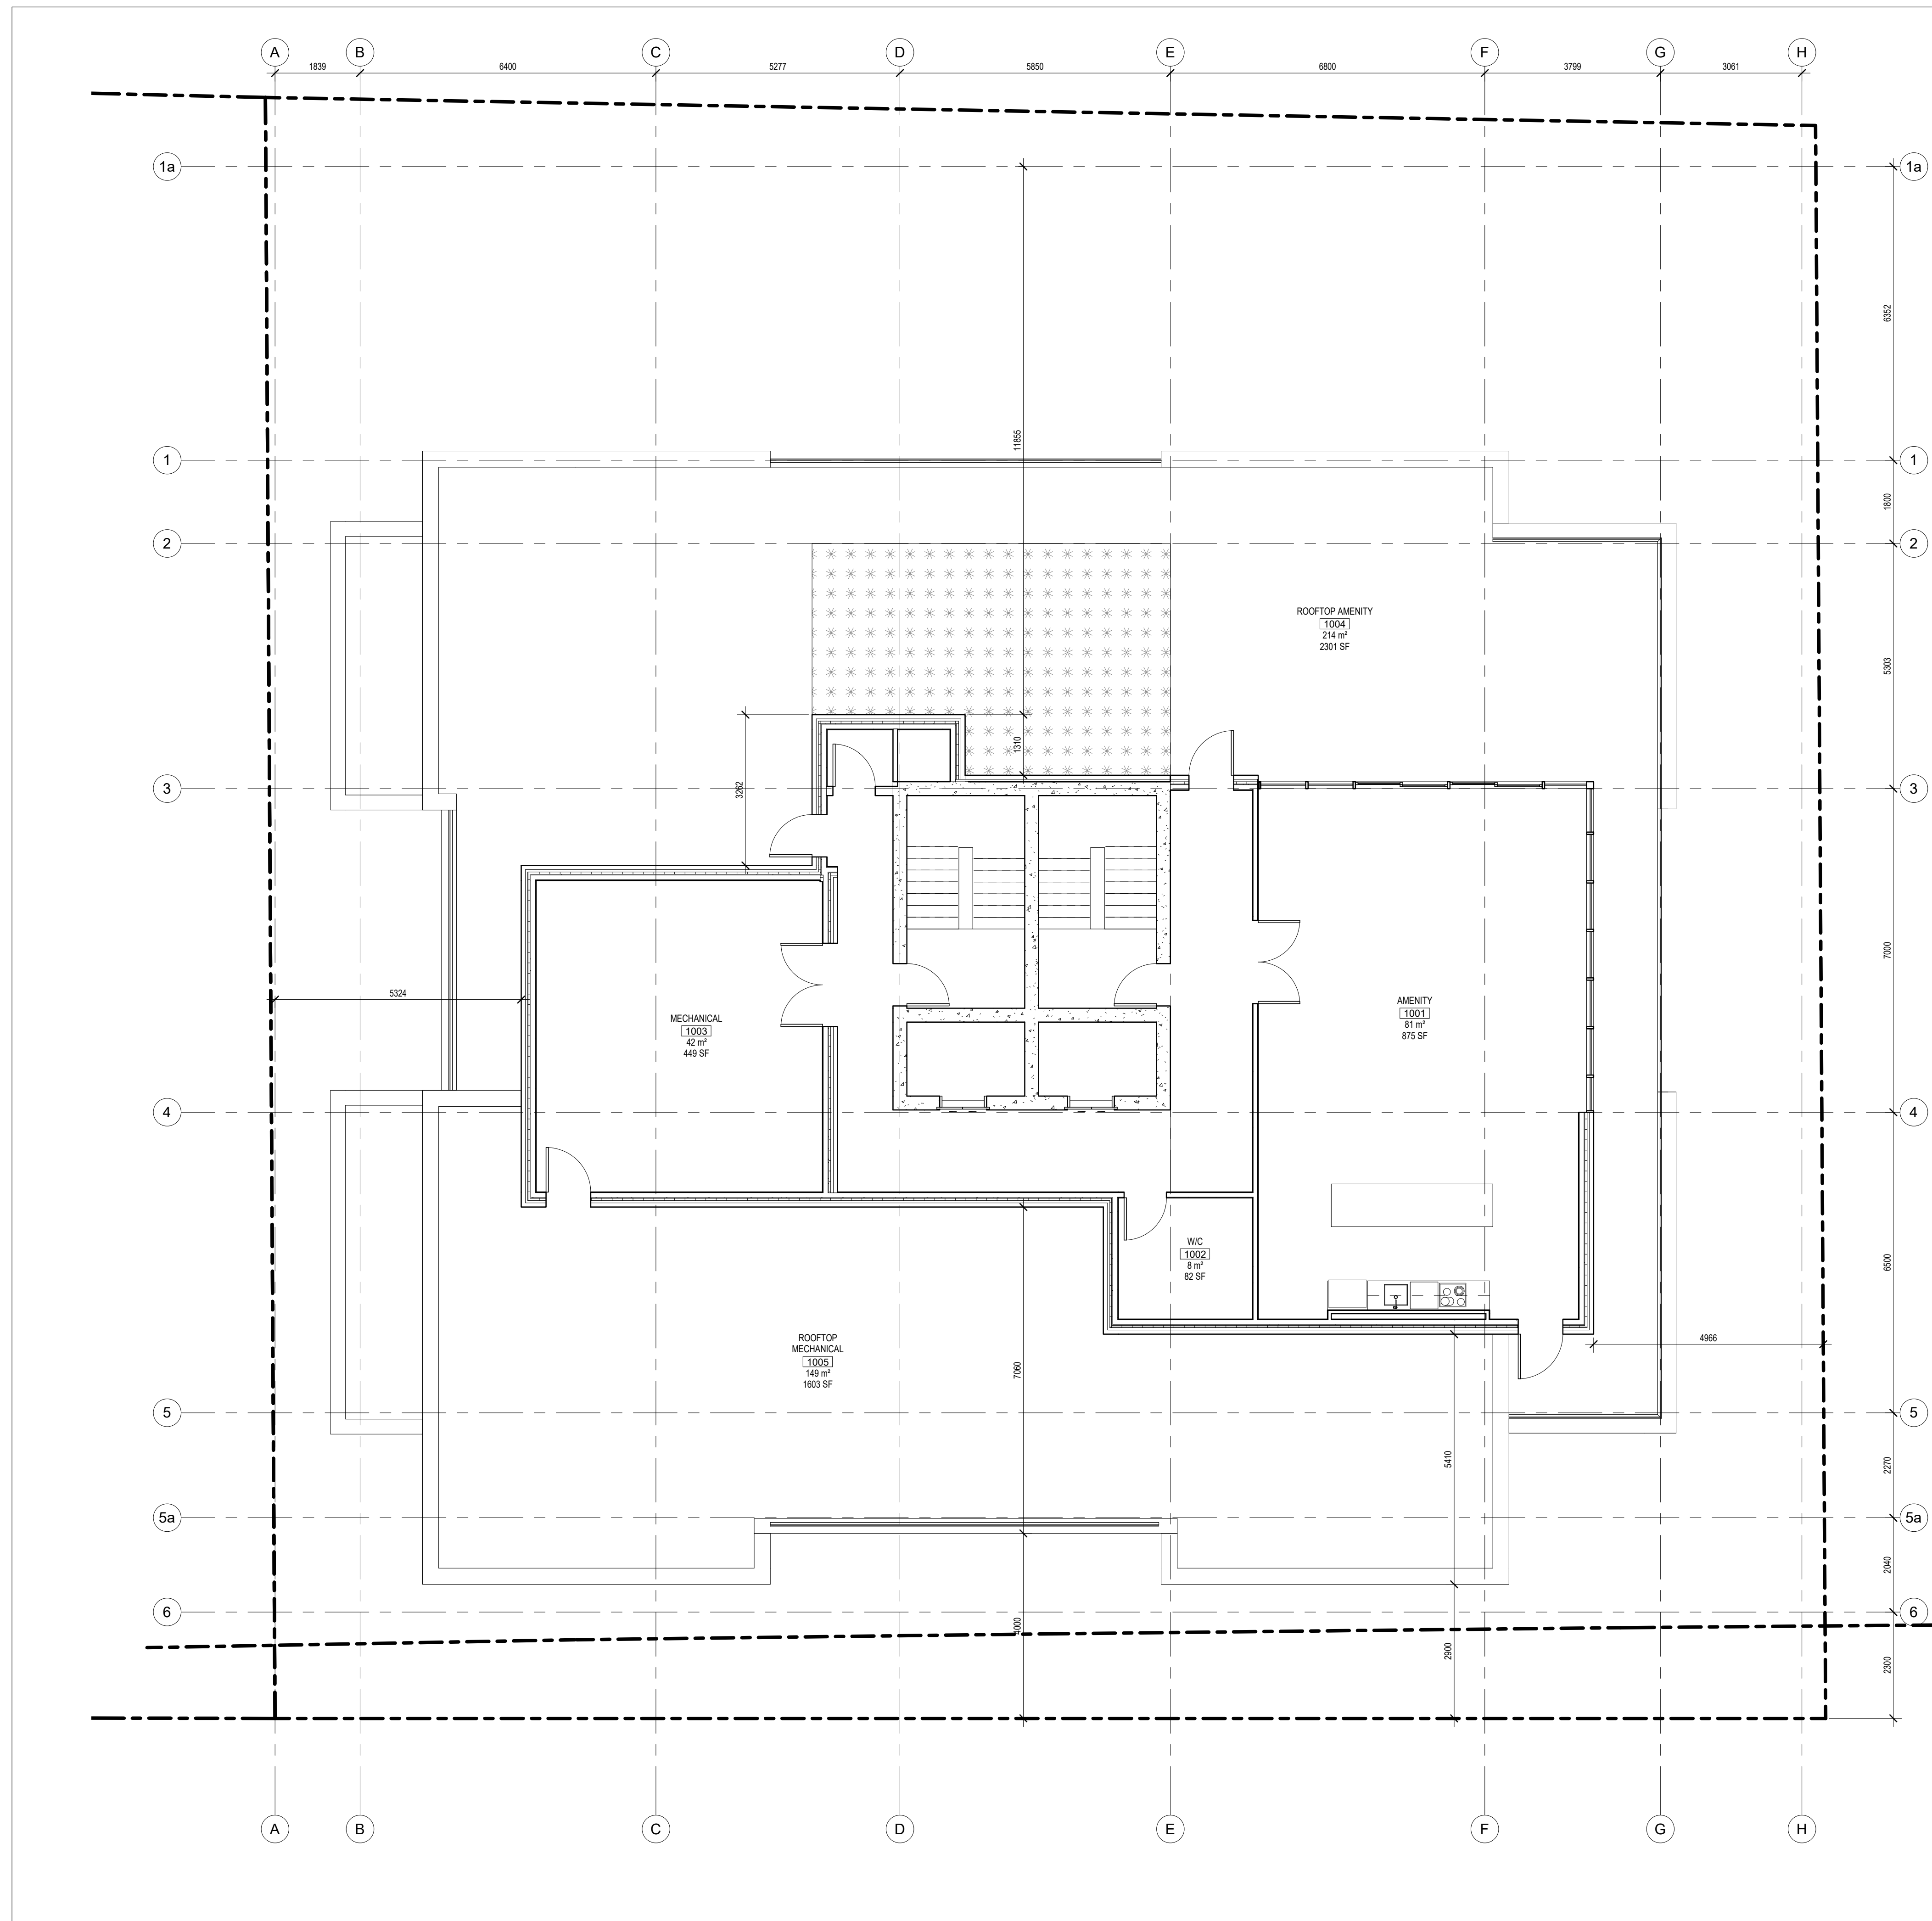 A B C D E F G H
1839 6400 5277 5850 6800 3799 3061
1a 1a
6352
11855
1 1
1800
2 2
ROOFTOP AMENITY
1004
214 m²
2301 SF
5303
1310
3262
3 3
7000
5324
AMENITY
1001
81 m²
875 SF
MECHANICAL
1003
42 m²
449 SF
4 4
W/C
1002
8 m²
82 SF
6500
ROOFTOP
MECHANICAL
1005
149 m²
1603 SF
4966
7060
5 5
5410
2270
5a 5a
2040
6 6
4000
2900
2300
A B C D E F G H